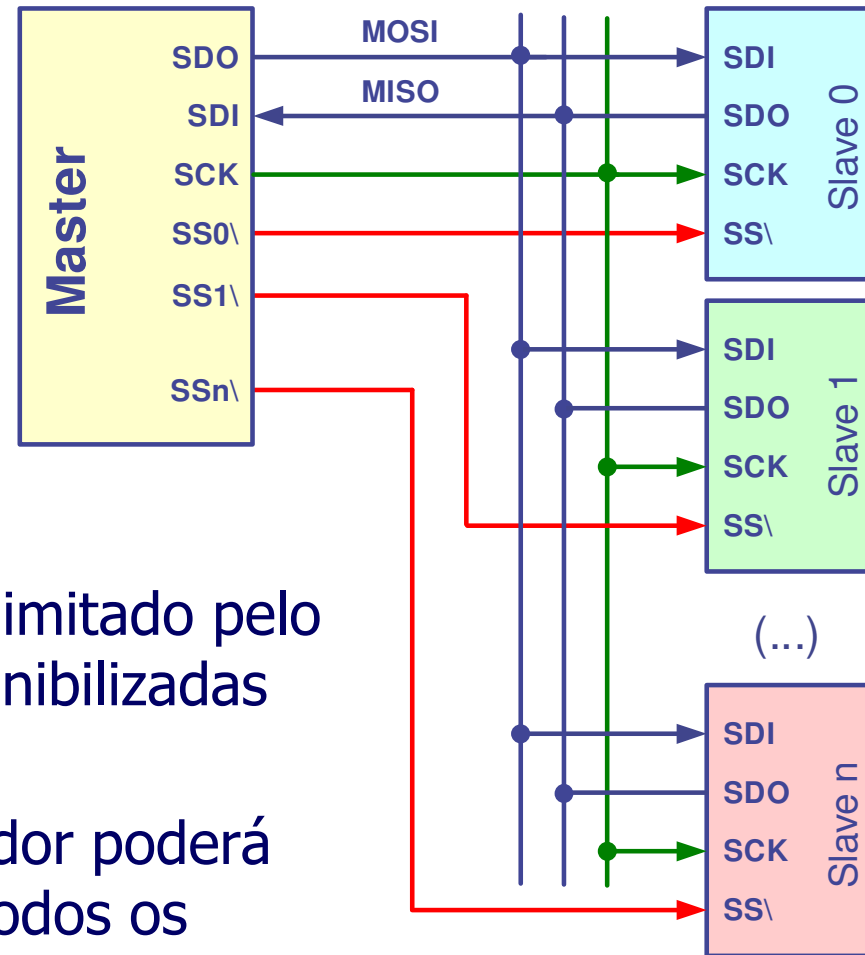 MOSI
MISO
Master
SDO
SDI
SCK
SS0\
SS1\
SSn\
SDI
SDO
SCK
SS\
Slave 0
SDI
SDO
SCK
SS\
Slave 1
(...)
SDI
SDO
SCK
SS\
Slave n
imitado pelo
nibilizadas
dor poderá
odos os